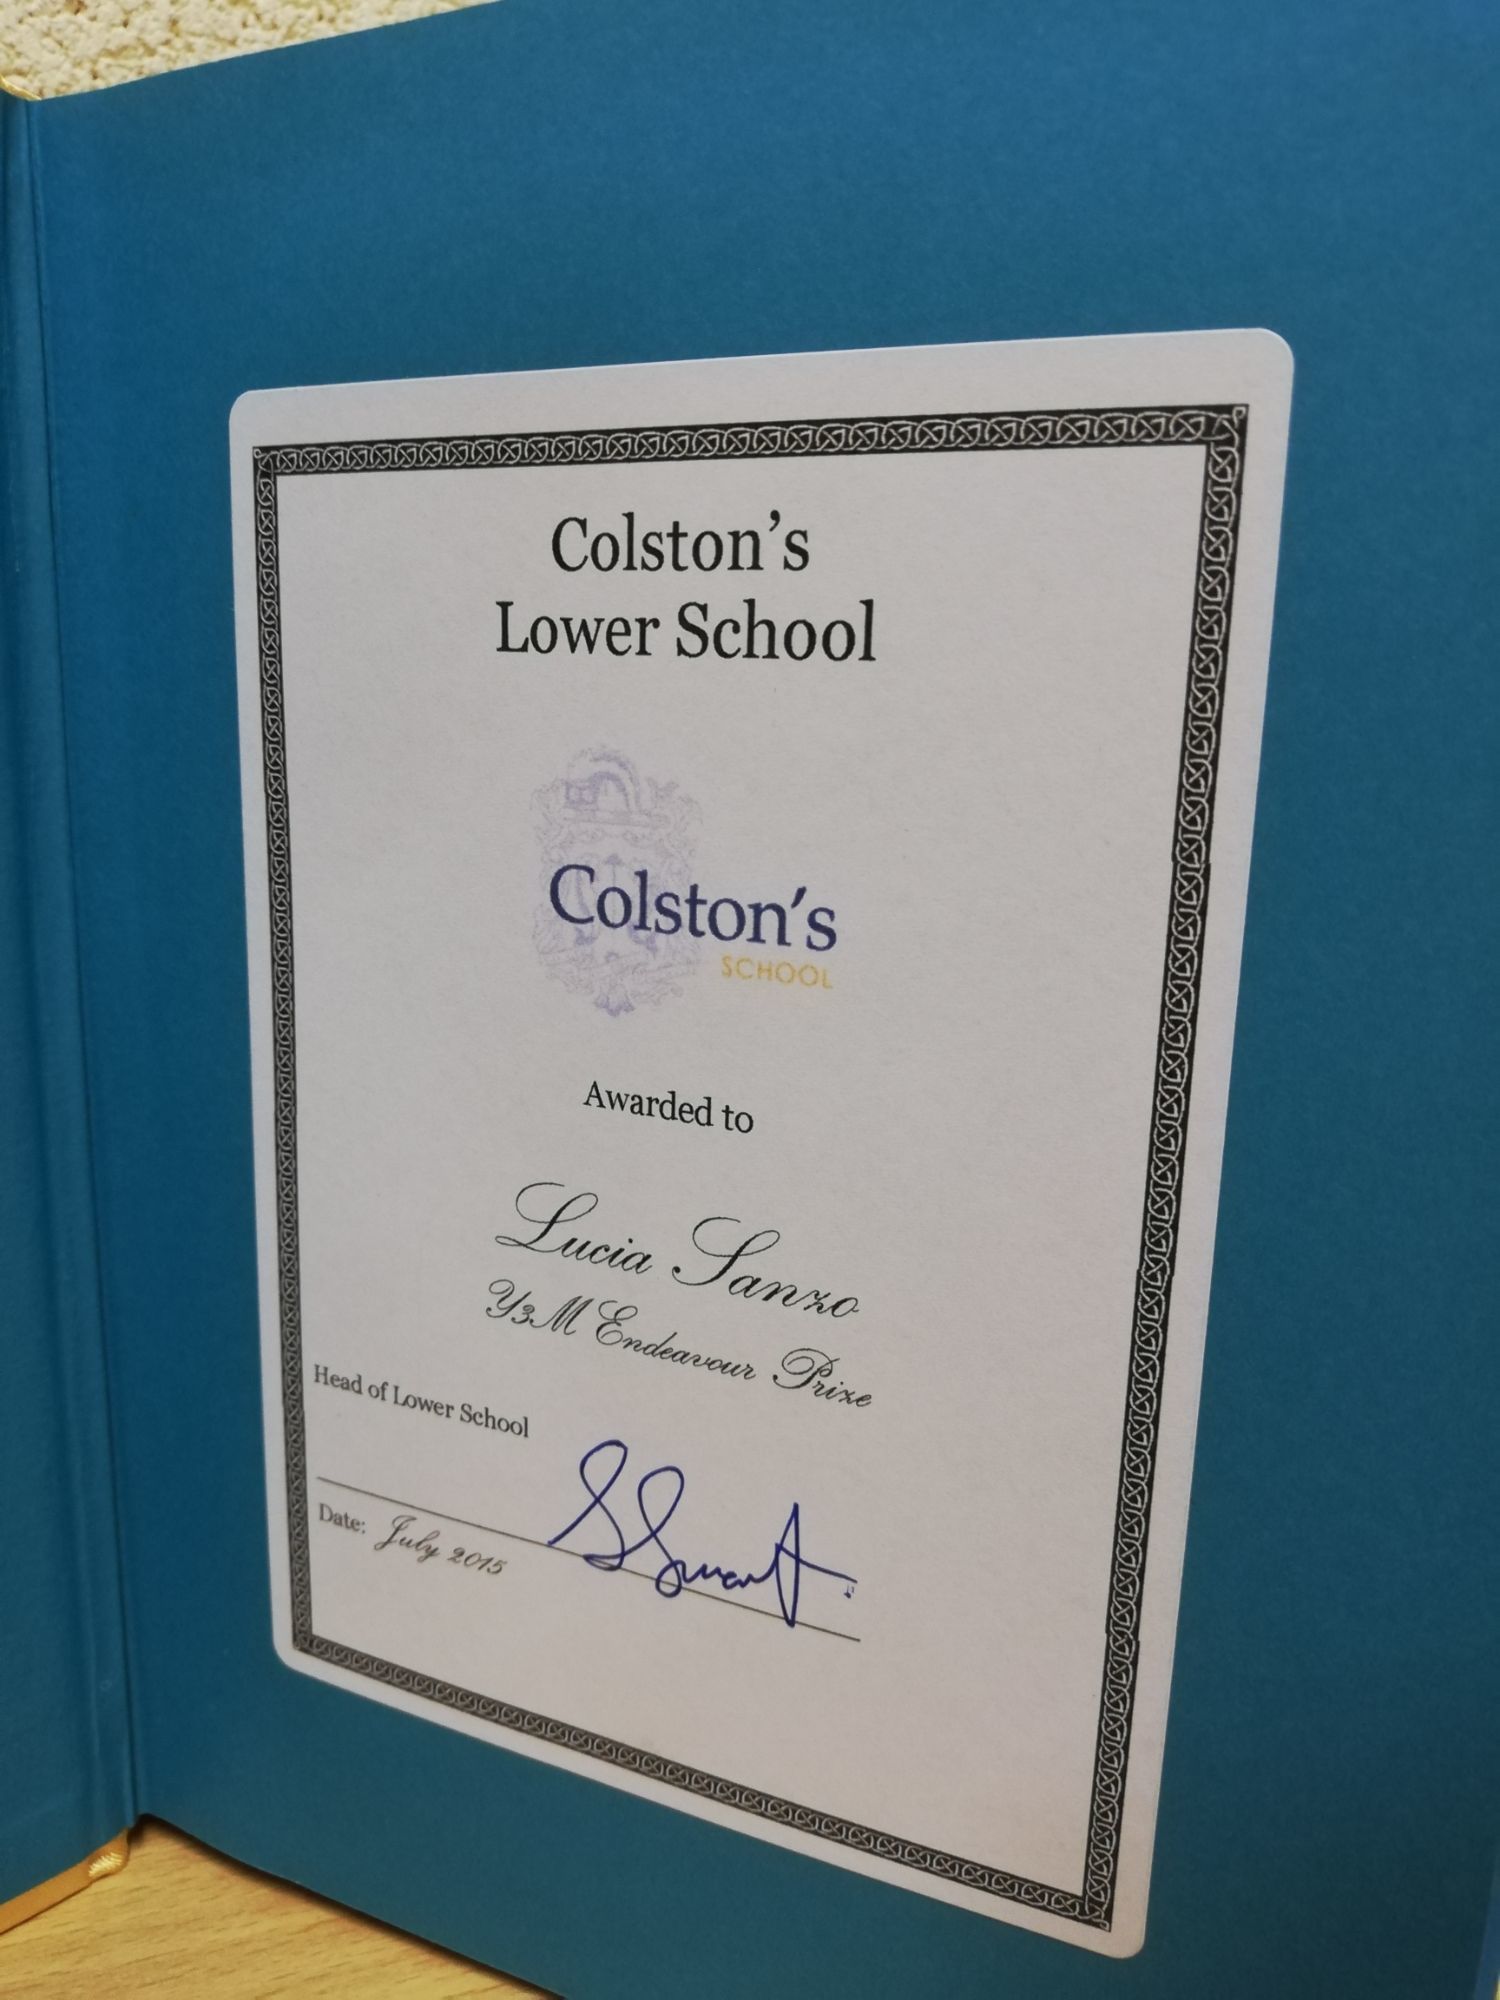 Colston's
Lower School
Colston's
SCHOOL
Awarded to
Lucia Sanzo
Y3M Endeavour Prize
Head of Lower School
Date: July 2015